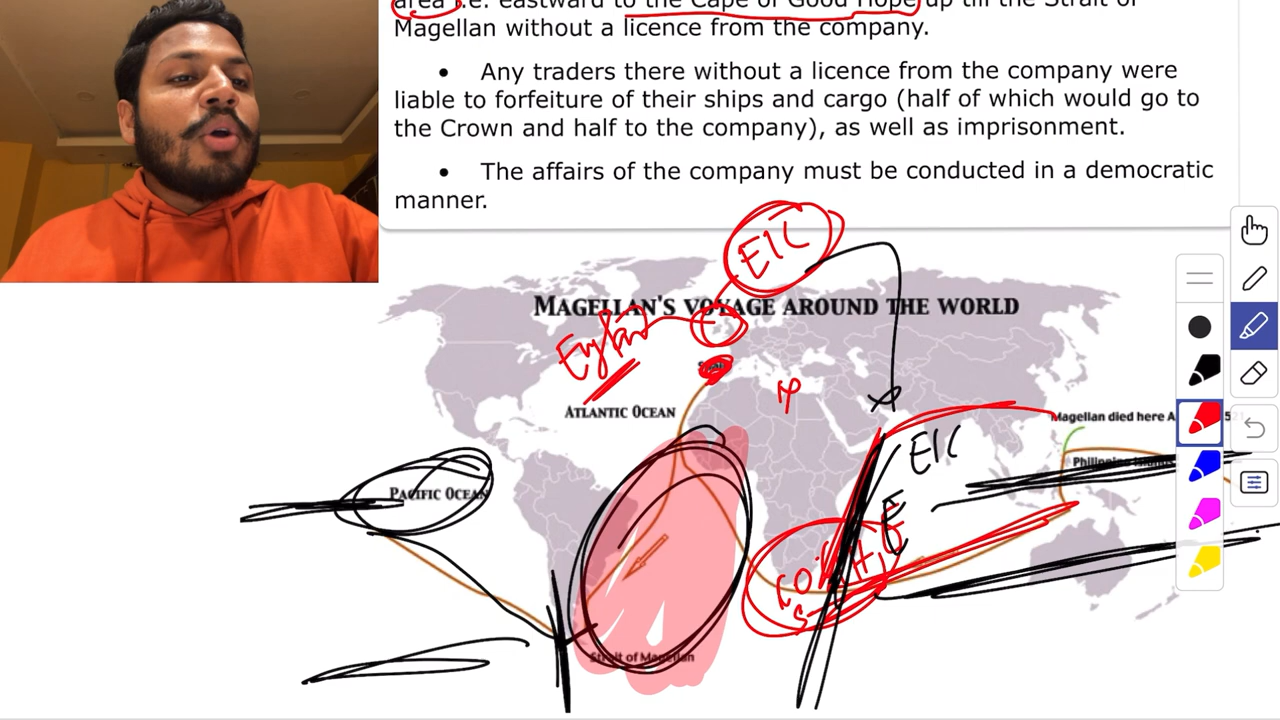 area i.e. eastward to the Cape of Good Hope up till the Strait of
Magellan without a licence from the company.
• Any traders there without a licence from the company were
liable to forfeiture of their ships and cargo (half of which would go to
the Crown and half to the company), as well as imprisonment.
• The affairs of the company must be conducted in a democratic
manner.
EIC
MAGELLAN'S VOYAGE AROUND THE WORLD
England
ATLANTIC OCEAN
Magellan died here A
EIC
Philippine Islands
PACIFIC OCEAN
Strait of Magellan